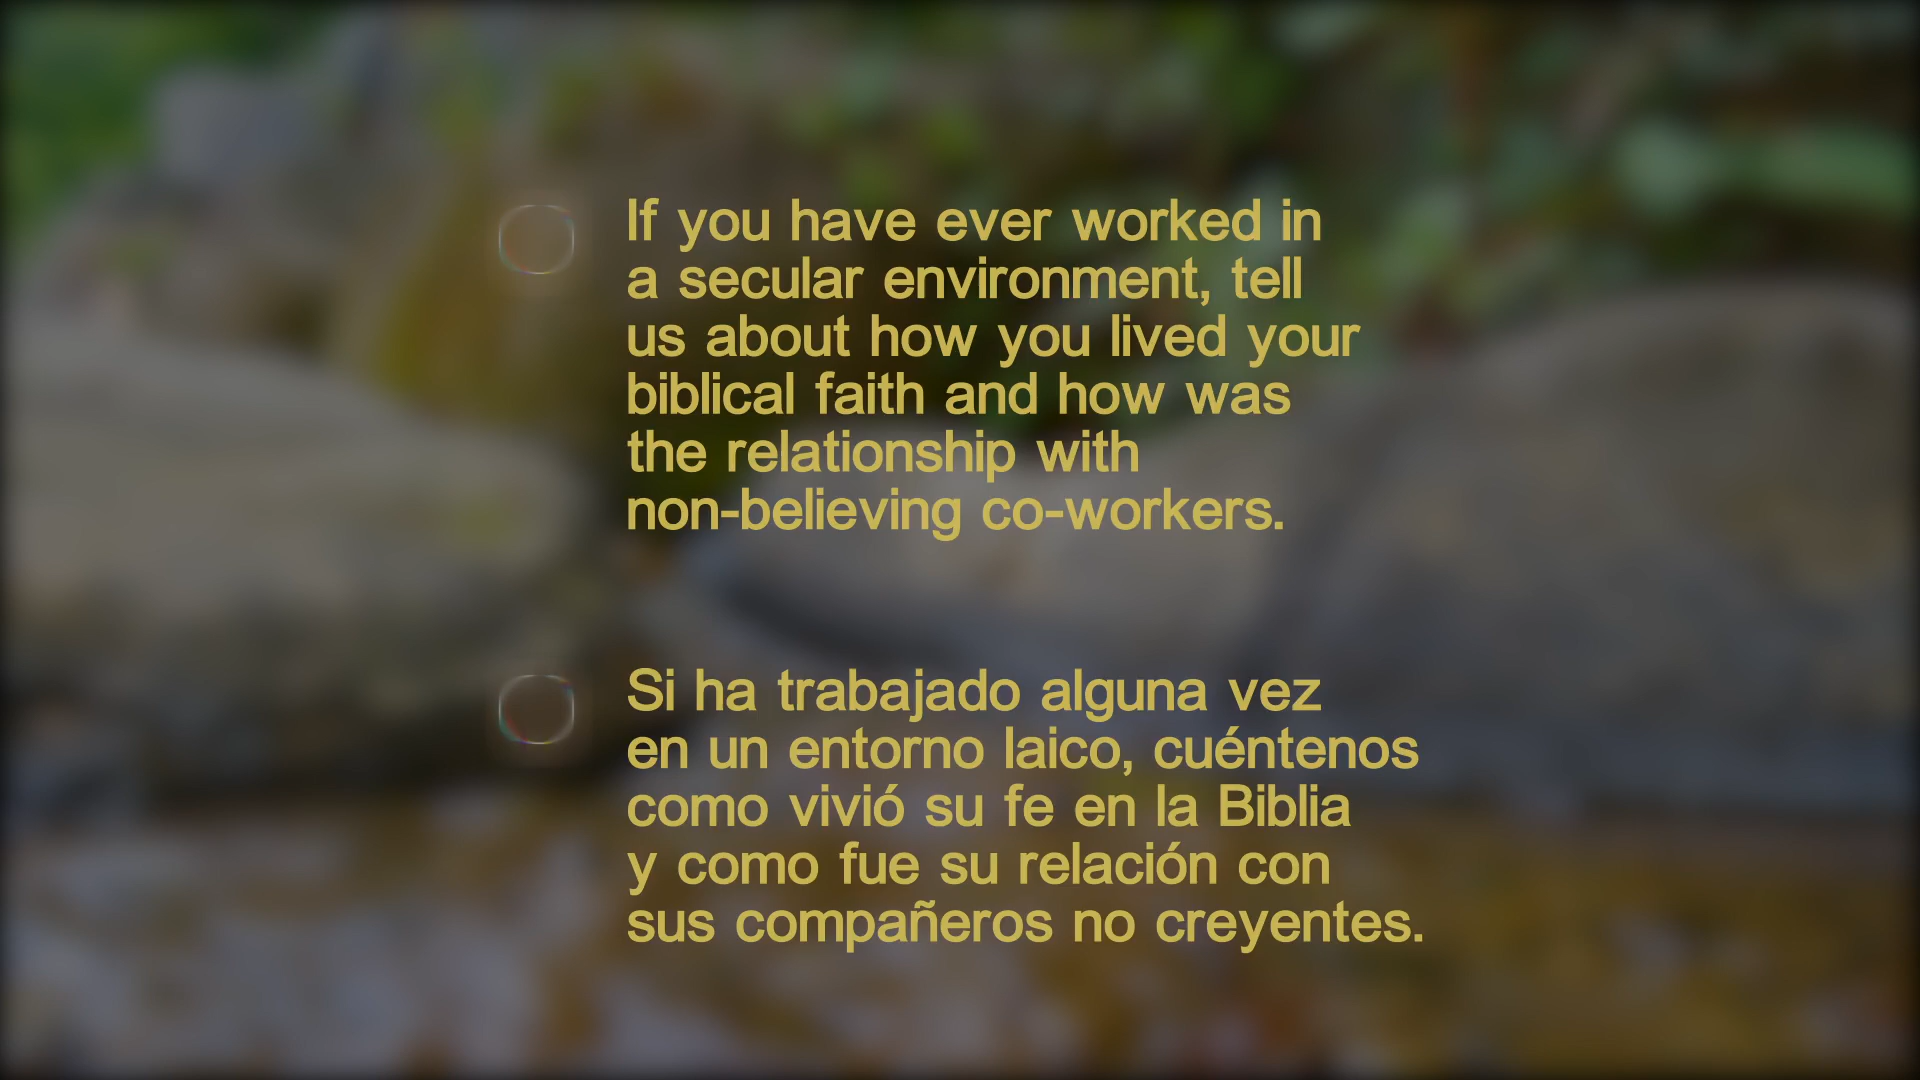 If you have ever worked in
a secular environment, tell
us about how you lived your
biblical faith and how was
the relationship with
non-believing co-workers.
Si ha trabajado alguna vez
en un entorno laico, cuéntenos
como vivió su fe en la Biblia
y como fue su relación con
sus compañeros no creyentes.